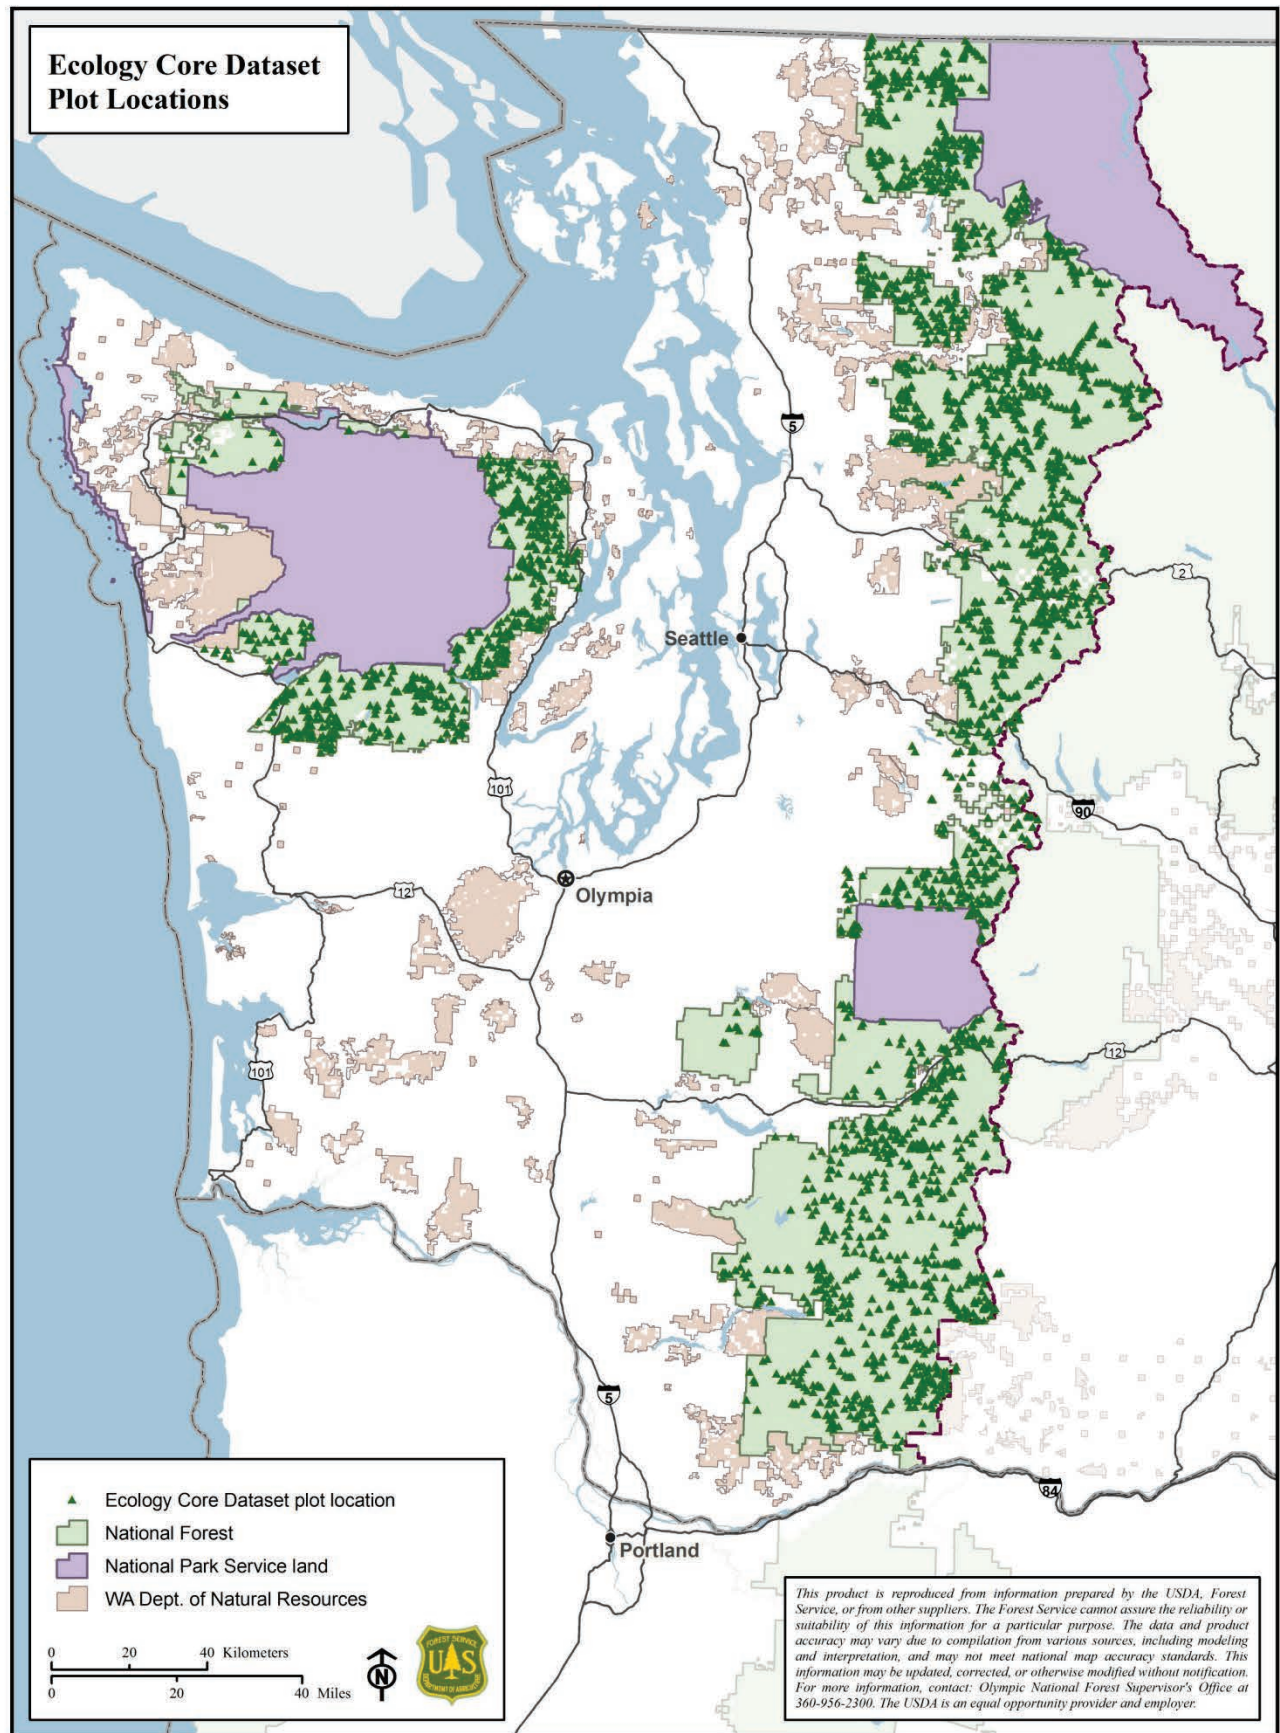 Ecology Core Dataset
Plot Locations
5
2
Seattle
101
90
12
Olympia
12
101
5
84
Portland
Ecology Core Dataset plot location
National Forest
National Park Service land
WA Dept. of Natural Resources
0 20 40 Kilometers
0 20 40 Miles
N
FOREST SERVICE
U S
DEPARTMENT OF AGRICULTURE
This product is reproduced from information prepared by the USDA, Forest
Service, or from other suppliers. The Forest Service cannot assure the reliability or
suitability of this information for a particular purpose. The data and product
accuracy may vary due to compilation from various sources, including modeling
and interpretation, and may not meet national map accuracy standards. This
information may be updated, corrected, or otherwise modified without notification.
For more information, contact: Olympic National Forest Supervisor's Office at
360-956-2300. The USDA is an equal opportunity provider and employer.